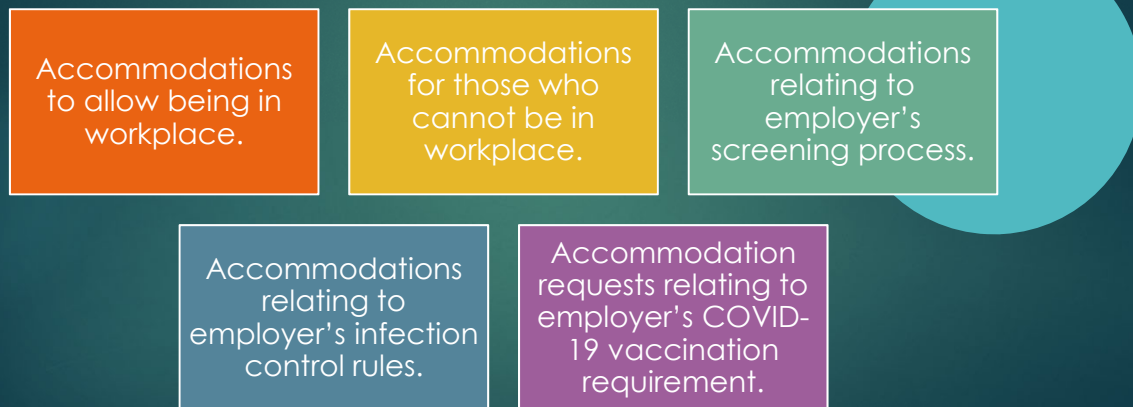 Accommodations
to allow being in
workplace.
Accommodations
for those who
cannot be in
workplace.
Accommodations
relating to
employer’s
screening process.
Accommodations
relating to
employer’s infection
control rules.
Accommodation
requests relating to
employer’s COVID-
19 vaccination
requirement.